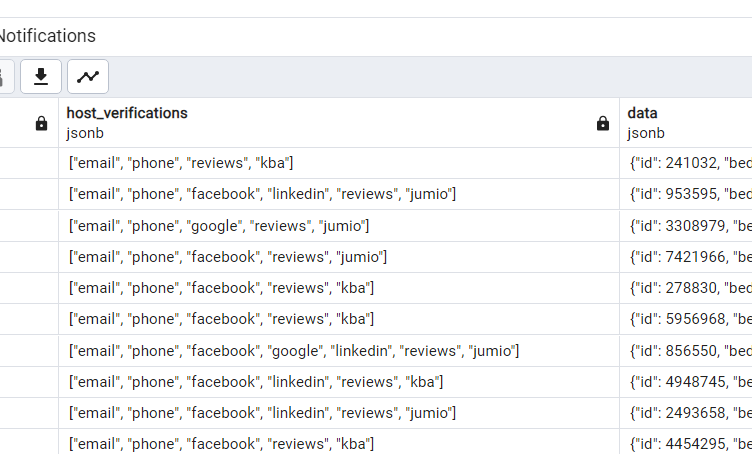 Notifications
host_verifications data
jsonb jsonb
["email", "phone", "reviews", "kba"] {"id": 241032, "bed
["email", "phone", "facebook", "linkedin", "reviews", "jumio"] {"id": 953595, "bed
["email", "phone", "google", "reviews", "jumio"] {"id": 3308979, "be
["email", "phone", "facebook", "reviews", "jumio"] {"id": 7421966, "be
["email", "phone", "facebook", "reviews", "kba"] {"id": 278830, "bed
["email", "phone", "facebook", "reviews", "kba"] {"id": 5956968, "be
["email", "phone", "facebook", "google", "linkedin", "reviews", "jumio"] {"id": 856550, "bed
["email", "phone", "facebook", "linkedin", "reviews", "kba"] {"id": 4948745, "be
["email", "phone", "facebook", "linkedin", "reviews", "jumio"] {"id": 2493658, "be
["email", "phone", "facebook", "reviews", "kba"] {"id": 4454295, "be